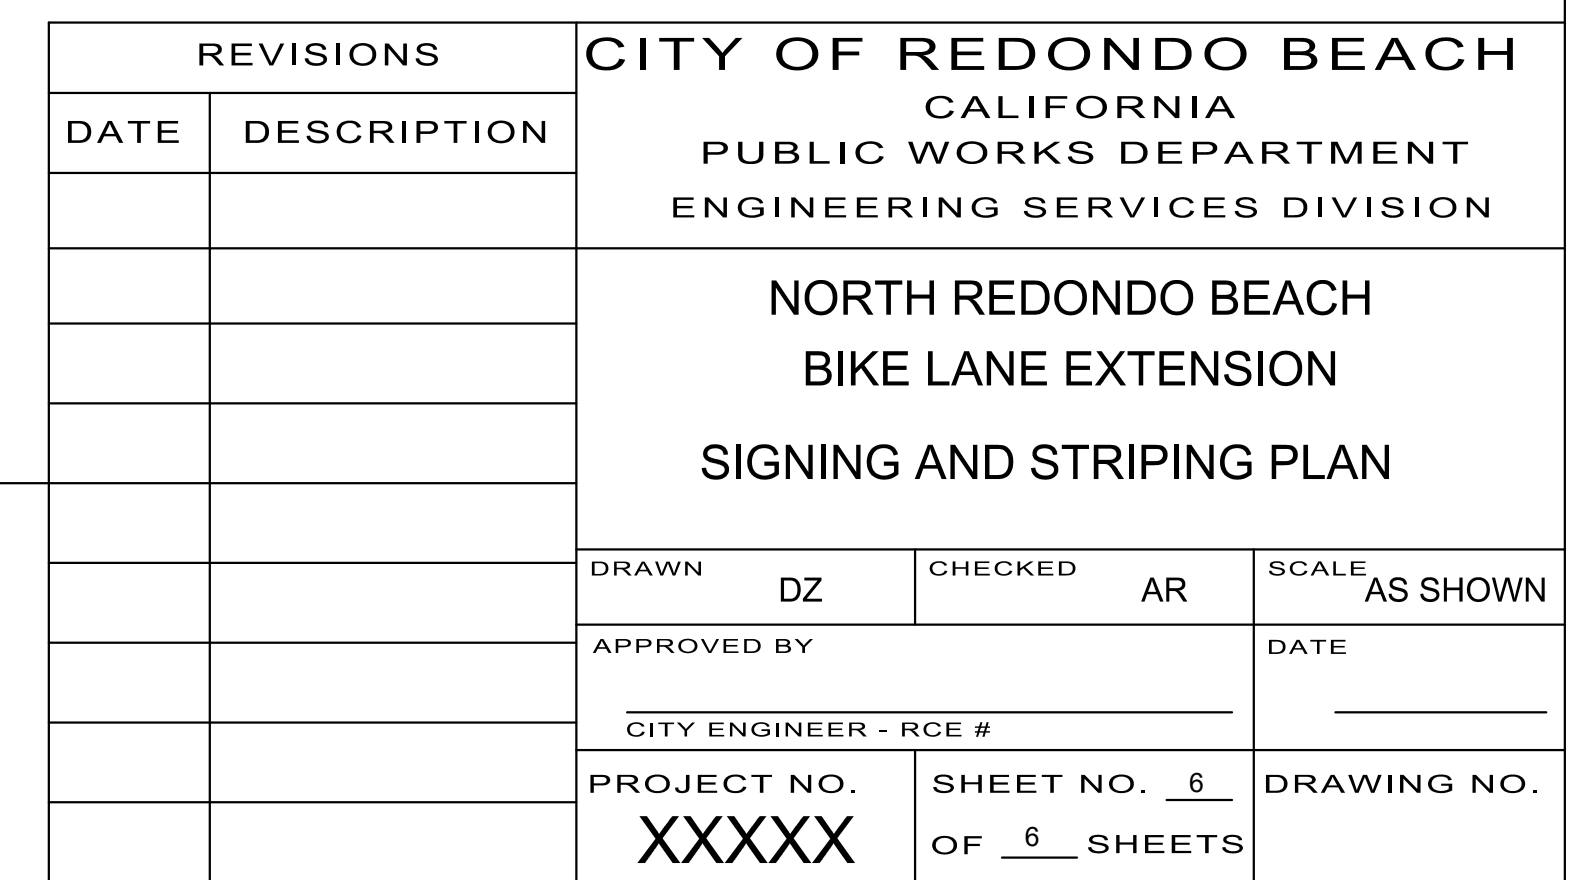 REVISIONS
DATE DESCRIPTION
CITY OF REDONDO BEACH
CALIFORNIA
PUBLIC WORKS DEPARTMENT
ENGINEERING SERVICES DIVISION
NORTH REDONDO BEACH
BIKE LANE EXTENSION
SIGNING AND STRIPING PLAN
DRAWN DZ
CHECKED AR
SCALE AS SHOWN
APPROVED BY
CITY ENGINEER - RCE #
DATE
PROJECT NO.
XXXXX
SHEET NO. 6
OF 6 SHEETS
DRAWING NO.